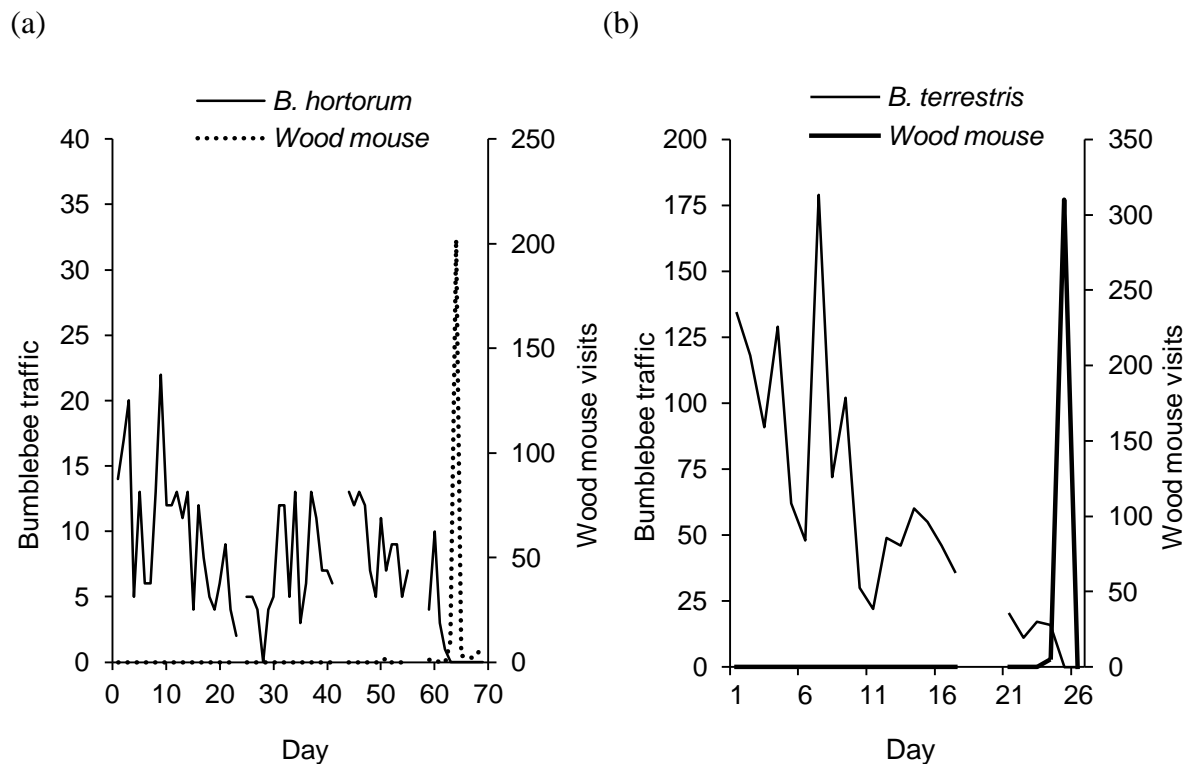 (a)
B. hortorum
Wood mouse
40
35
30
25
20
15
10
5
0
Bumblebee traffic
250
200
150
100
50
0
Wood mouse visits
0 10 20 30 40 50 60 70
Day
(b)
B. terrestris
Wood mouse
200
175
150
125
100
75
50
25
0
Bumblebee traffic
350
300
250
200
150
100
50
0
Wood mouse visits
1 6 11 16 21 26
Day